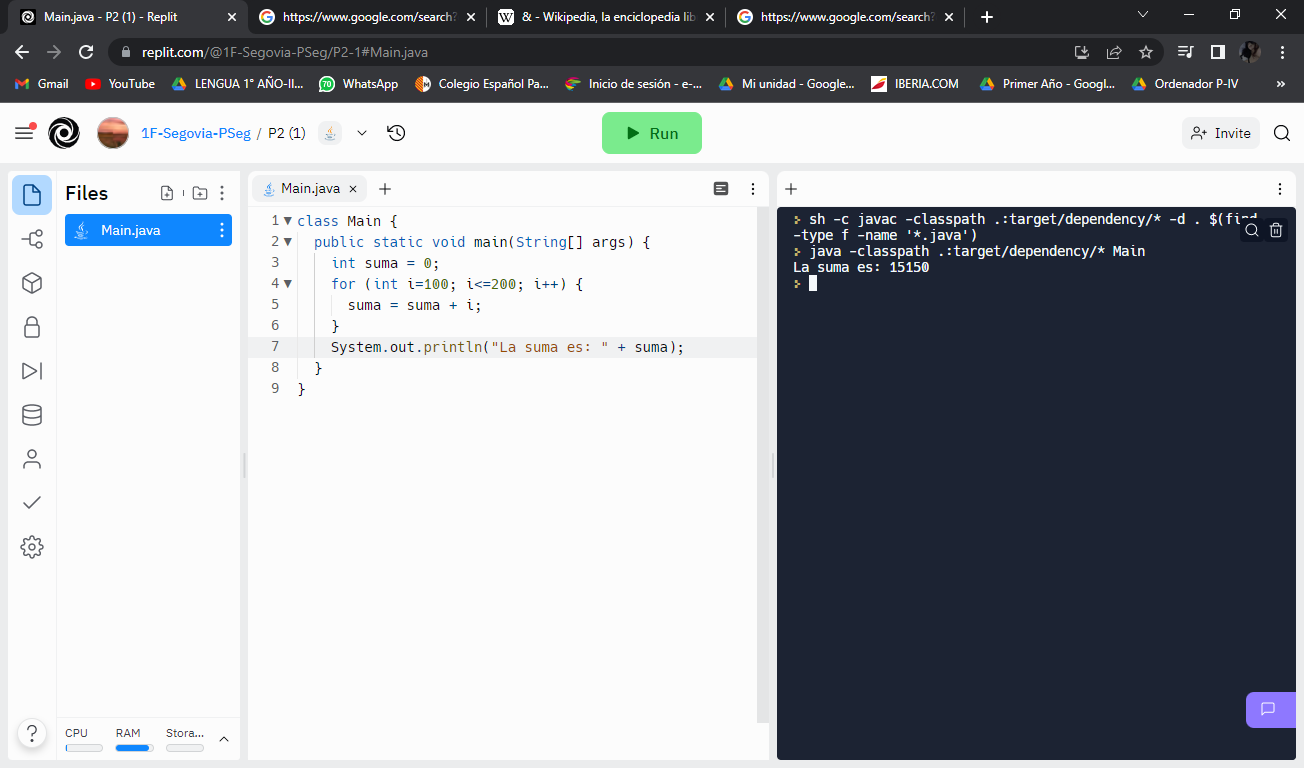 Main.java - P2 (1) - Replit
https://www.google.com/search?
& - Wikipedia, la enciclopedia lib
https://www.google.com/search?
replit.com/@1F-Segovia-PSeg/P2-1#Main.java
Gmail
YouTube
LENGUA 1° AÑO-II...
70
WhatsApp
Colegio Español Pa...
Inicio de sesión - e-...
Mi unidad - Google...
IBERIA.COM
Primer Año - Googl...
Ordenador P-IV
»
1F-Segovia-PSeg / P2 (1)
Run
Invite
Files
Main.java
CPU
RAM
Stora...
?
Main.java
1 class Main {
2 public static void main(String[] args) {
3 int suma = 0;
4 for (int i=100; i<=200; i++) {
5 suma = suma + i;
6 }
7 System.out.println("La suma es: " + suma);
8 }
9 }
sh -c javac -classpath .:target/dependency/* -d . $(find
-type f -name '*.java')
java -classpath .:target/dependency/* Main
La suma es: 15150